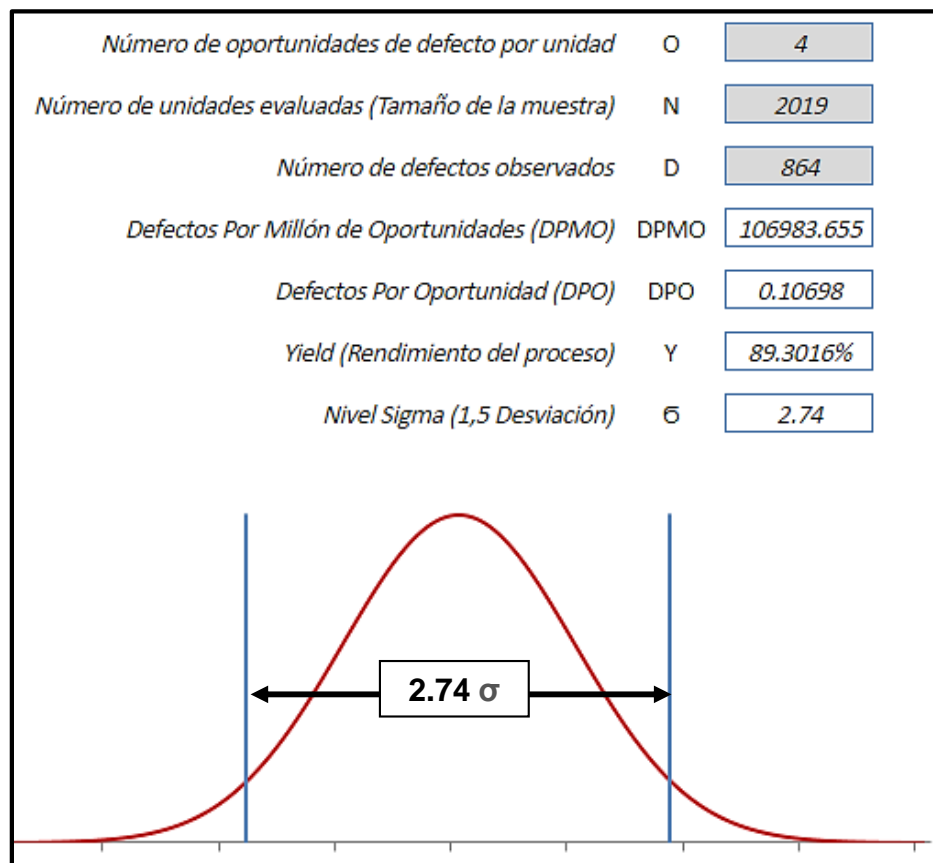 Número de oportunidades de defecto por unidad O 4
Número de unidades evaluadas (Tamaño de la muestra) N 2019
Número de defectos observados D 864
Defectos Por Millón de Oportunidades (DPMO) DPMO 106983.655
Defectos Por Oportunidad (DPO) DPO 0.10698
Yield (Rendimiento del proceso) Y 89.3016%
Nivel Sigma (1,5 Desviación) Ϭ 2.74
2.74 σ